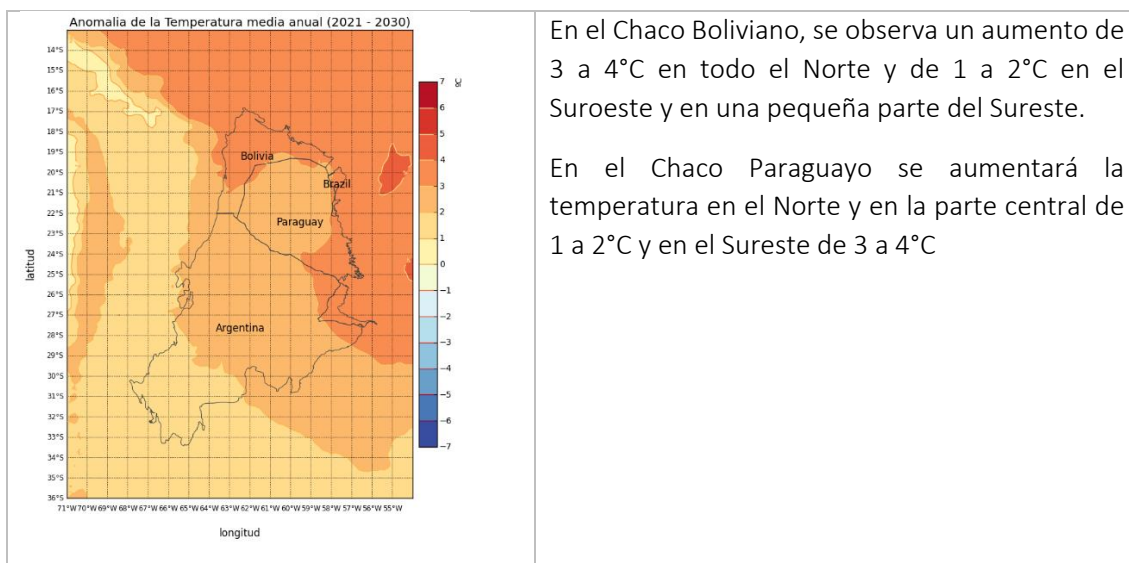 Anomalia de la Temperatura media anual (2021 - 2030)
14°S
15°S
16°S
17°S
18°S
19°S
20°S
21°S
22°S
23°S
24°S
25°S
26°S
27°S
28°S
29°S
30°S
31°S
32°S
33°S
34°S
35°S
36°S
latitud
71°W 70°W 69°W 68°W 67°W 66°W 65°W 64°W 63°W 62°W 61°W 60°W 59°W 58°W 57°W 56°W 55°W
longitud
Bolivia
Brazil
Paraguay
Argentina
ºC
7
6
5
4
3
2
1
0
−1
−2
−3
−4
−5
−6
−7
En el Chaco Boliviano, se observa un aumento de
3 a 4°C en todo el Norte y de 1 a 2°C en el
Suroeste y en una pequeña parte del Sureste.
En el Chaco Paraguayo se aumentará la
temperatura en el Norte y en la parte central de
1 a 2°C y en el Sureste de 3 a 4°C